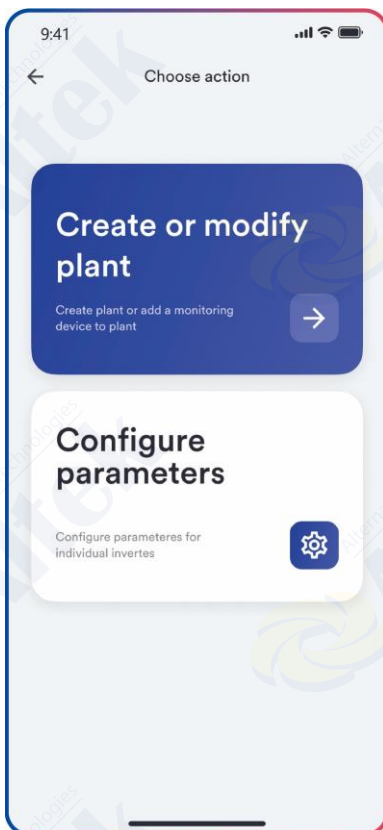 9:41
Choose action
Create or modify
plant
Create plant or add a monitoring
device to plant
Configure
parameters
Configure parameteres for
individual invertes